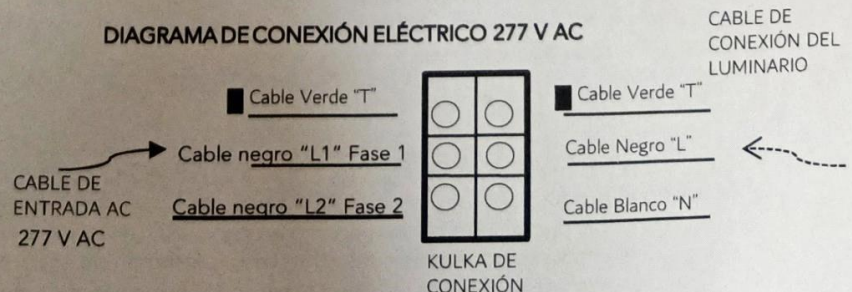 DIAGRAMA DE CONEXIÓN ELÉCTRICO 277 V AC
CABLE DE
CONEXIÓN DEL
LUMINARIO
Cable Verde "T"
Cable negro "L1" Fase 1
Cable negro "L2" Fase 2
CABLE DE
ENTRADA AC
277 V AC
Cable Verde "T"
Cable Negro "L"
Cable Blanco "N"
KULKA DE
CONEXIÓN